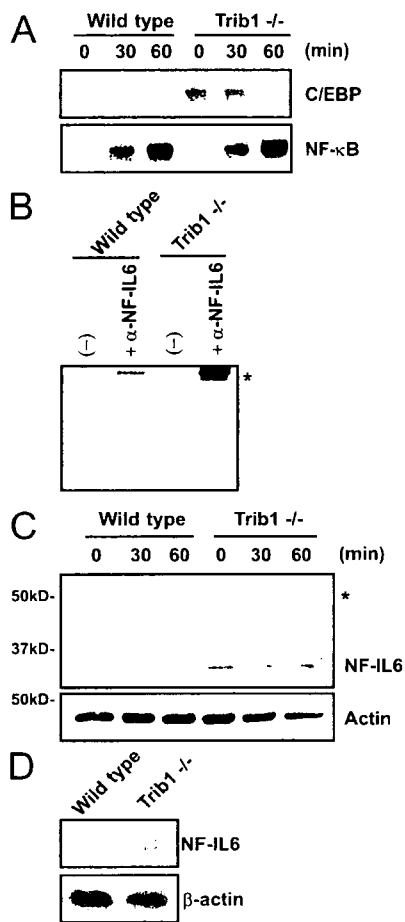 A
Wild type Trib1 -/-
0 30 60 0 30 60 (min)
C/EBP
NF-κB
B
Wild type Trib1 -/-
(-) + α-NF-IL6 (-) + α-NF-IL6
*
C
Wild type Trib1 -/-
0 30 60 0 30 60 (min)
50kD- *
37kD-
NF-IL6
50kD-
Actin
D
Wild type Trib1 -/-
NF-IL6
β-actin